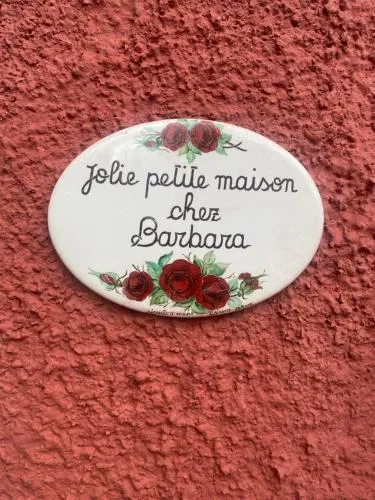 Jolie petite maison
chez
Barbara